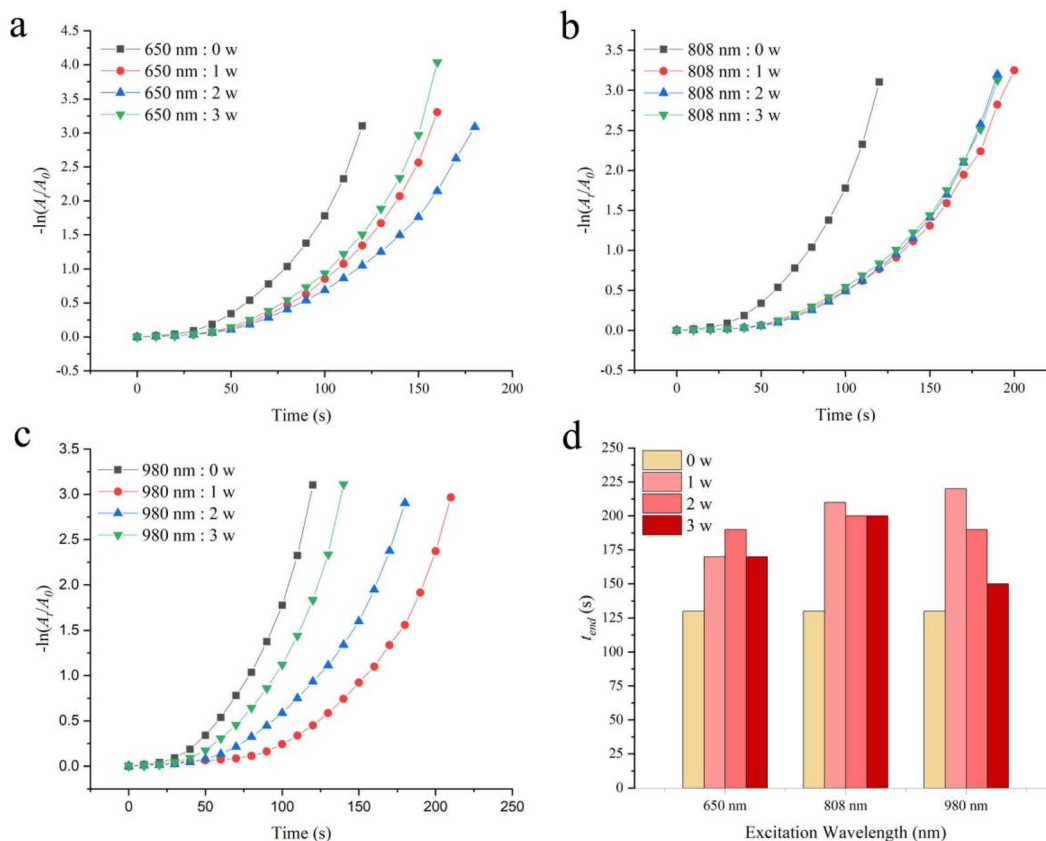 a
4.5
4.0
3.5
3.0
2.5
2.0
1.5
1.0
0.5
0.0
-0.5
-ln(At/A0)
650 nm : 0 w
650 nm : 1 w
650 nm : 2 w
650 nm : 3 w
0 50 100 150 200
Time (s)
b
3.5
3.0
2.5
2.0
1.5
1.0
0.5
0.0
-0.5
-ln(At/A0)
808 nm : 0 w
808 nm : 1 w
808 nm : 2 w
808 nm : 3 w
0 50 100 150 200
Time (s)
c
3.5
3.0
2.5
2.0
1.5
1.0
0.5
0.0
-ln(At/A0)
980 nm : 0 w
980 nm : 1 w
980 nm : 2 w
980 nm : 3 w
0 50 100 150 200 250
Time (s)
d
250
225
200
175
150
125
100
75
50
25
0
tend (s)
0 w
1 w
2 w
3 w
650 nm 808 nm 980 nm
Excitation Wavelength (nm)